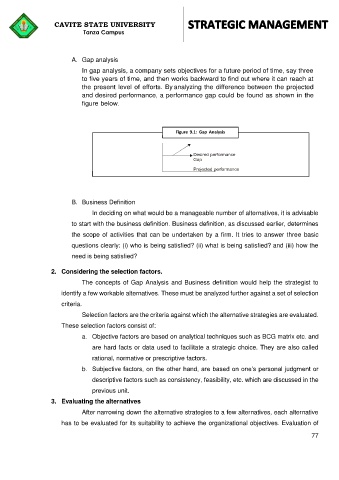 CAVITE STATE UNIVERSITY
Tanza Campus
STRATEGIC MANAGEMENT
A. Gap analysis
In gap analysis, a company sets objectives for a future period of time, say three
to five years of time, and then works backward to find out where it can reach at
the present level of efforts. By analyzing the difference between the projected
and desired performance, a performance gap could be found as shown in the
figure below.
Figure 9.1: Gap Analysis
Desired performance
Gap
Projected performance
B. Business Definition
In deciding on what would be a manageable number of alternatives, it is advisable
to start with the business definition. Business definition, as discussed earlier, determines
the scope of activities that can be undertaken by a firm. It tries to answer three basic
questions clearly: (i) who is being satisfied? (ii) what is being satisfied? and (iii) how the
need is being satisfied?
2. Considering the selection factors.
The concepts of Gap Analysis and Business definition would help the strategist to
identify a few workable alternatives. These must be analyzed further against a set of selection
criteria.
Selection factors are the criteria against which the alternative strategies are evaluated.
These selection factors consist of:
a. Objective factors are based on analytical techniques such as BCG matrix etc. and
are hard facts or data used to facilitate a strategic choice. They are also called
rational, normative or prescriptive factors.
b. Subjective factors, on the other hand, are based on one's personal judgment or
descriptive factors such as consistency, feasibility, etc. which are discussed in the
previous unit.
3. Evaluating the alternatives
After narrowing down the alternative strategies to a few alternatives, each alternative
has to be evaluated for its suitability to achieve the organizational objectives. Evaluation of
77